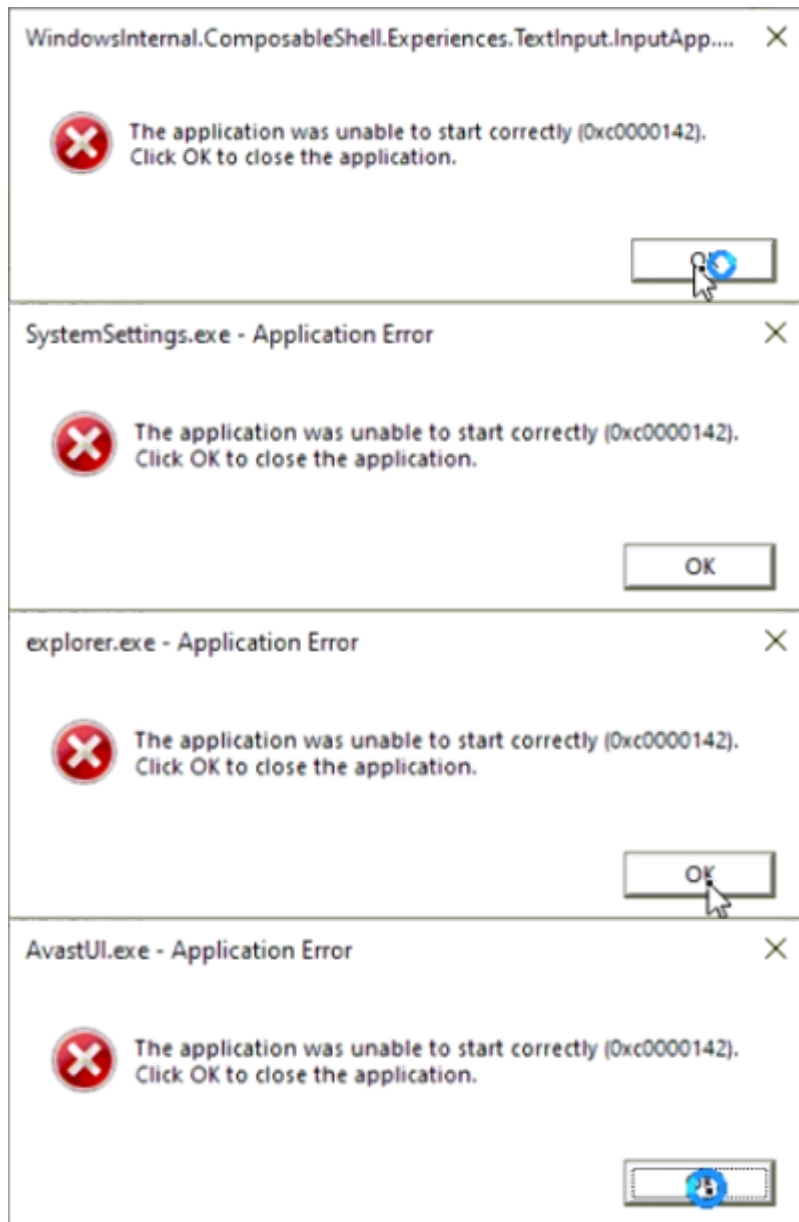 WindowsInternal.ComposableShell.Experiences.TextInput.InputApp....
The application was unable to start correctly (0xc0000142).
Click OK to close the application.
SystemSettings.exe - Application Error
The application was unable to start correctly (0xc0000142).
Click OK to close the application.
OK
explorer.exe - Application Error
The application was unable to start correctly (0xc0000142).
Click OK to close the application.
OK
AvastUI.exe - Application Error
The application was unable to start correctly (0xc0000142).
Click OK to close the application.